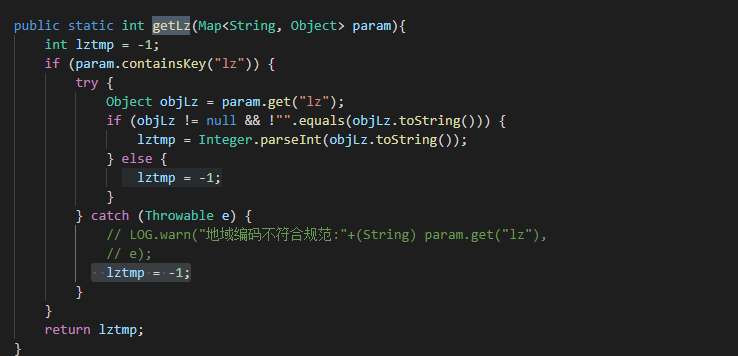 public static int getLz(Map<String, Object> param){
    int lztmp = -1;
    if (param.containsKey("lz")) {
        try {
            Object objLz = param.get("lz");
            if (objLz != null && !"".equals(objLz.toString())) {
                lztmp = Integer.parseInt(objLz.toString());
            } else {
                lztmp = -1;
            }
        } catch (Throwable e) {
            // LOG.warn("地域编码不符合规范:"+(String) param.get("lz"),
            // e);
            lztmp = -1;
        }
    }
    return lztmp;
}